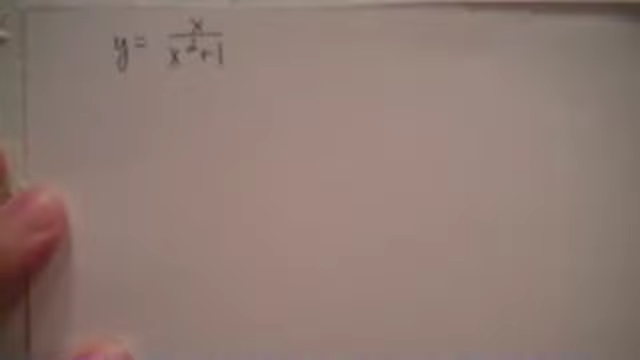 y = x/(x²+1)